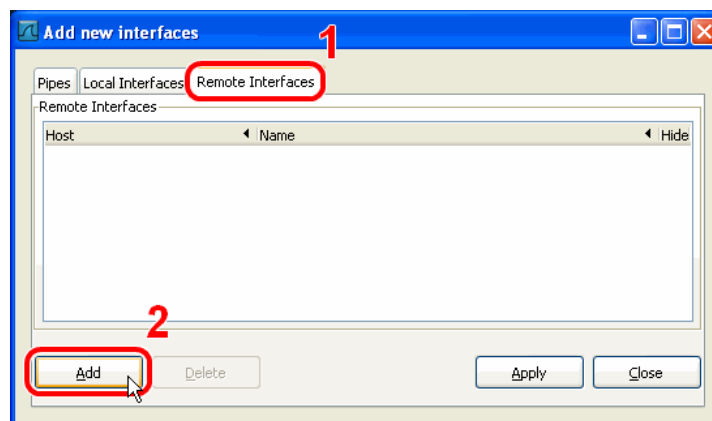 Add new interfaces
1
Pipes Local Interfaces Remote Interfaces
Remote Interfaces
Host Name Hide
2
Add Delete Apply Close